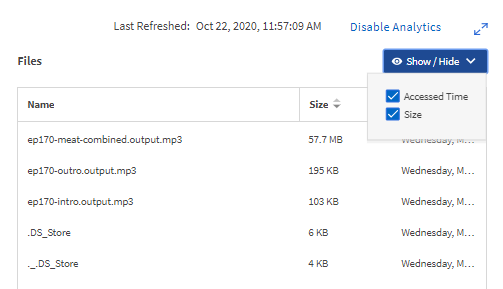 Last Refreshed: Oct 22, 2020, 11:57:09 AM Disable Analytics
Files Show / Hide
Accessed Time
Size
Name Size
ep170-meat-combined.output.mp3 57.7 MB Wednesday, M...
ep170-outro.output.mp3 195 KB Wednesday, M...
ep170-intro.output.mp3 103 KB Wednesday, M...
.DS_Store 6 KB Wednesday, M...
._.DS_Store 4 KB Wednesday, M...